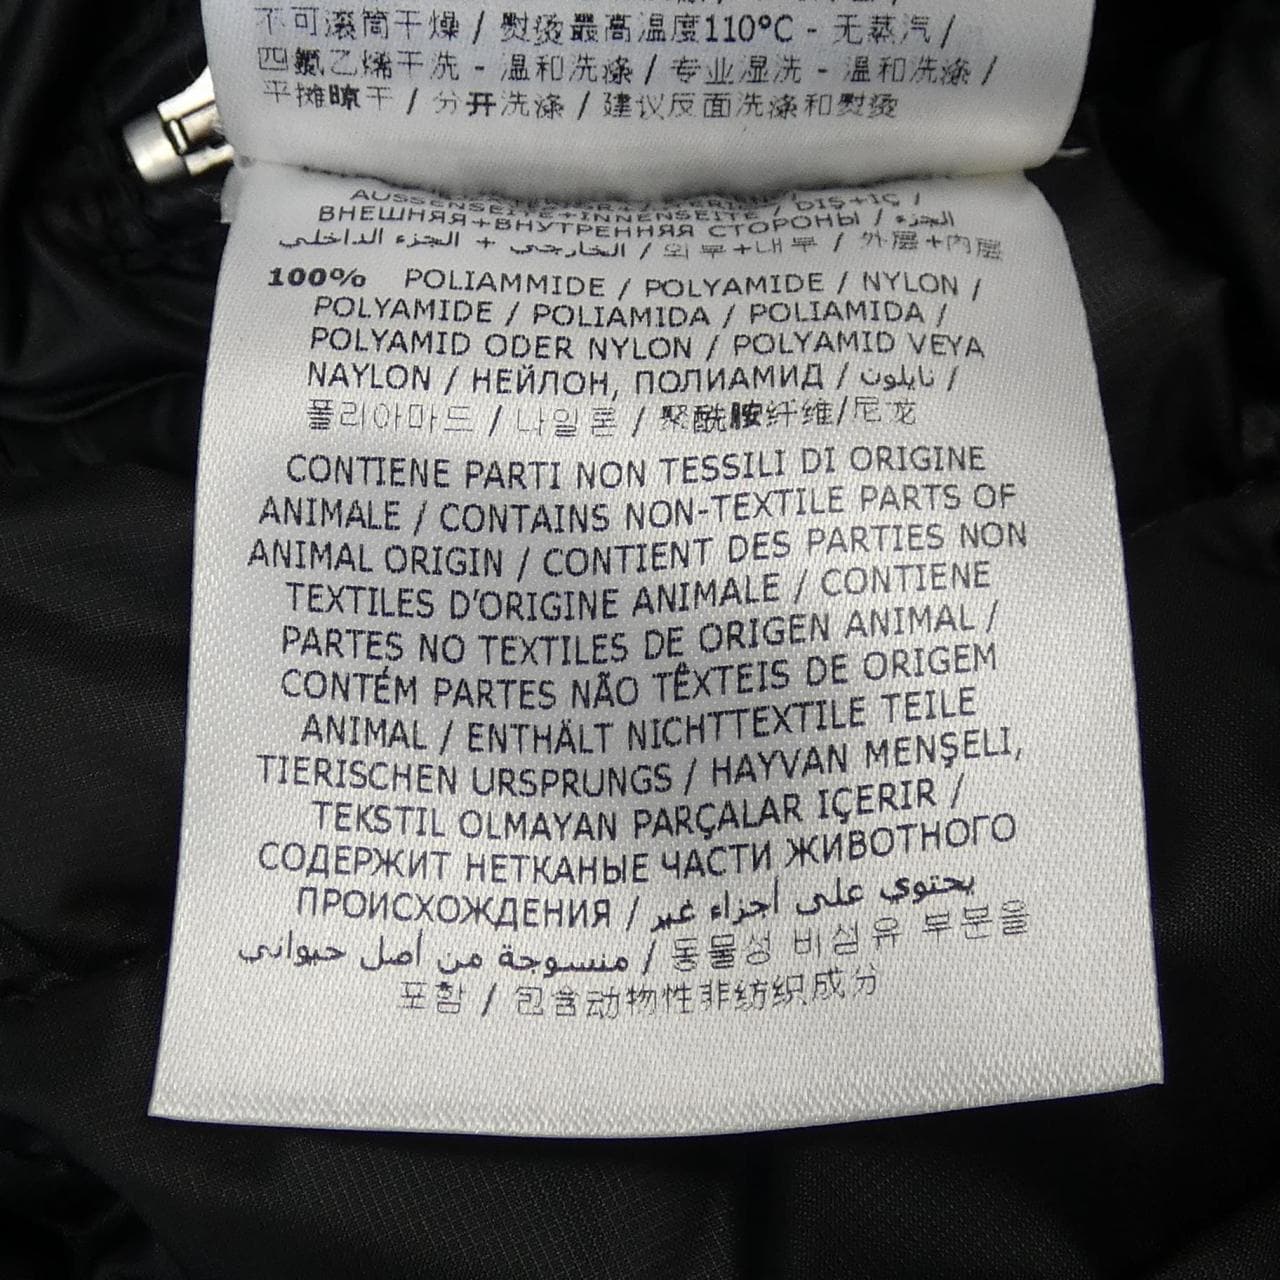 不可滚筒干燥 / 熨烫最高温度110°C - 无蒸汽 /
四氯乙烯干洗 - 温和洗涤 / 专业湿洗 - 温和洗涤 /
平摊晾干 / 分开洗涤 / 建议反面洗涤和熨烫
AUSSENSEITE+INNENSEITE / DIŞ+İÇ /
ВНЕШНЯЯ+ВНУТРЕННЯЯ СТОРОНЫ / الجزء
الخارجي + الجزء الداخلي / 외부+내부 / 外层+内层
100% POLIAMMIDE / POLYAMIDE / NYLON /
POLYAMIDE / POLIAMIDA / POLIAMIDA /
POLYAMID ODER NYLON / POLYAMID VEYA
NAYLON / НЕЙЛОН, ПОЛИАМИД / نايلون /
폴리아마드 / 나일론 / 聚酰胺纤维/尼龙
CONTIENE PARTI NON TESSILI DI ORIGINE
ANIMALE / CONTAINS NON-TEXTILE PARTS OF
ANIMAL ORIGIN / CONTIENT DES PARTIES NON
TEXTILES D'ORIGINE ANIMALE / CONTIENE
PARTES NO TEXTILES DE ORIGEN ANIMAL /
CONTÉM PARTES NÃO TÊXTEIS DE ORIGEM
ANIMAL / ENTHÄLT NICHTTEXTILE TEILE
TIERISCHEN URSPRUNGS / HAYVAN MENŞELI,
TEKSTIL OLMAYAN PARÇALAR IÇERIR /
СОДЕРЖИТ НЕТКАНЫЕ ЧАСТИ ЖИВОТНОГО
ПРОИСХОЖДЕНИЯ / يحتوي على أجزاء غير
منسوجة من أصل حيواني / 동물성 비섬유 부분을
포함 / 包含动物性非纺织成分